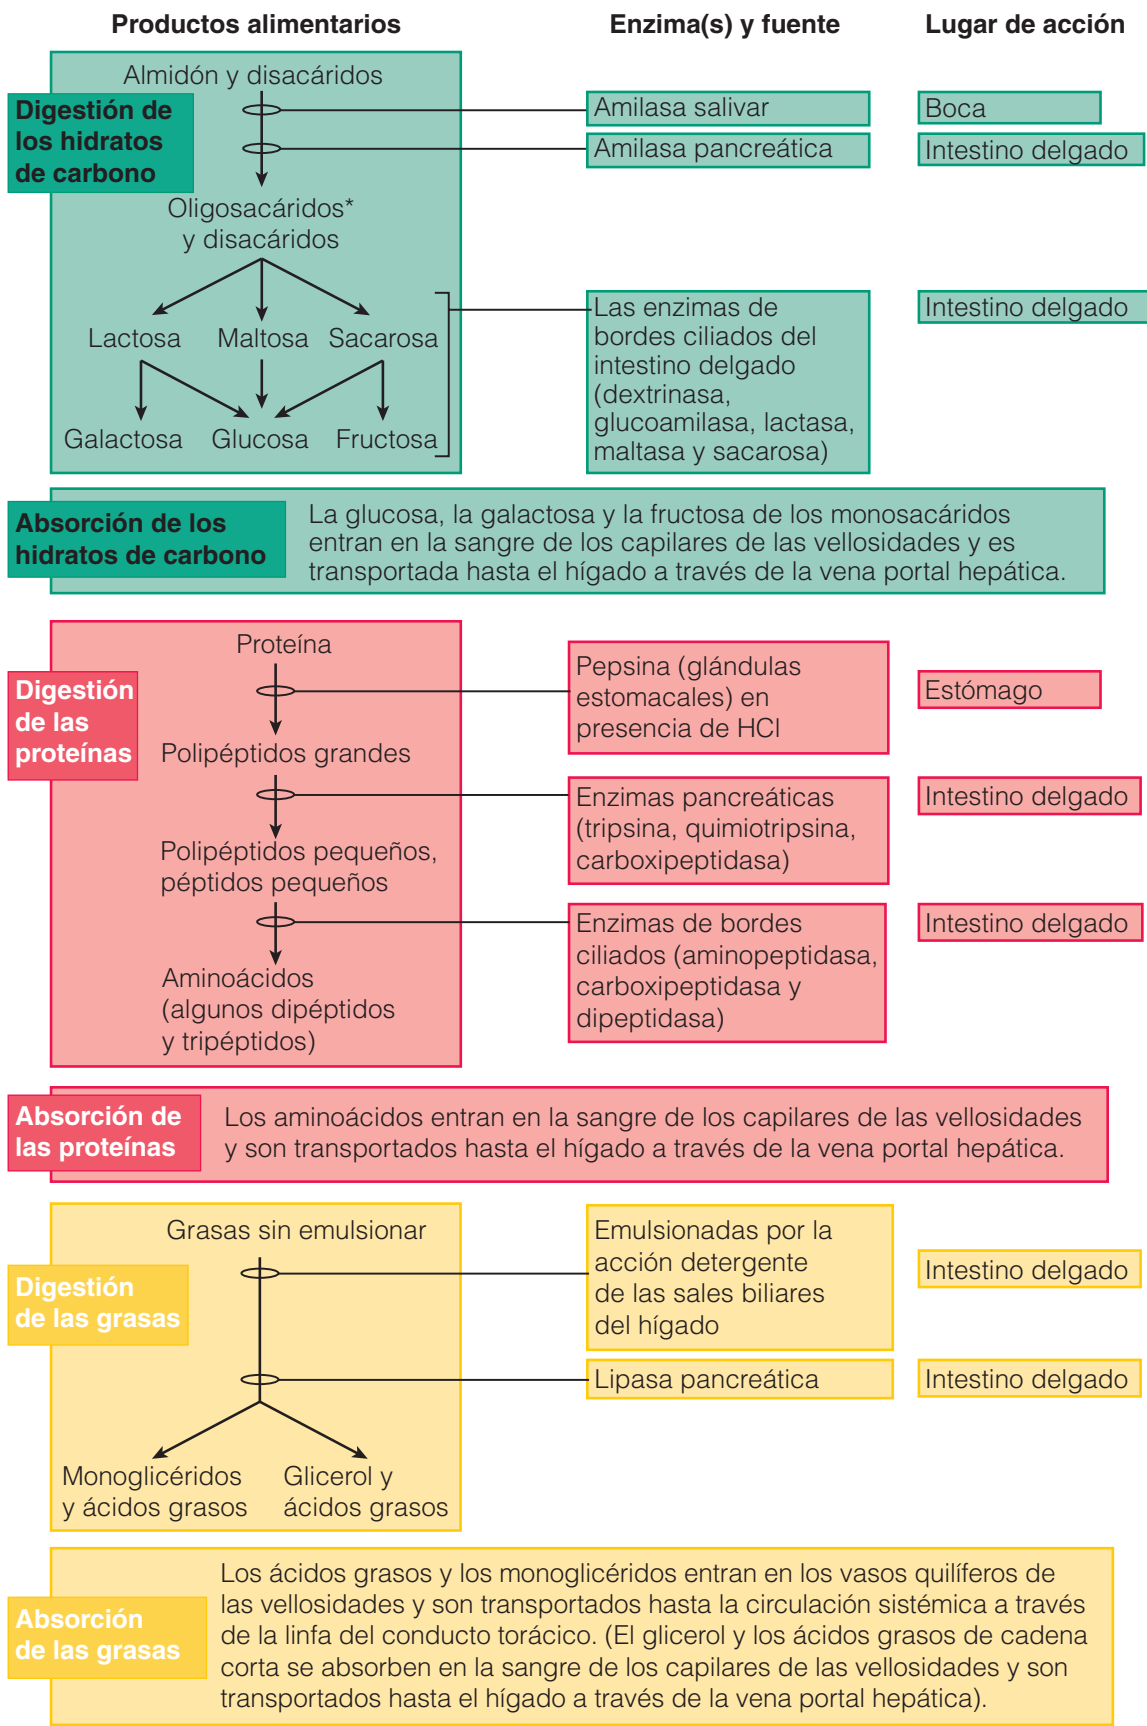 Productos alimentarios
Enzima(s) y fuente
Lugar de acción
Digestión de
los hidratos
de carbono
Almidón y disacáridos
Amilasa salivar
Boca
Amilasa pancreática
Intestino delgado
Oligosacáridos*
y disacáridos
Lactosa
Maltosa
Sacarosa
Galactosa
Glucosa
Fructosa
Las enzimas de
bordes ciliados del
intestino delgado
(dextrinasa,
glucoamilasa, lactasa,
maltasa y sacarosa)
Intestino delgado
Absorción de los
hidratos de carbono
La glucosa, la galactosa y la fructosa de los monosacáridos
entran en la sangre de los capilares de las vellosidades y es
transportada hasta el hígado a través de la vena portal hepática.
Digestión
de las
proteínas
Proteína
Pepsina (glándulas
estomacales) en
presencia de HCl
Estómago
Polipéptidos grandes
Enzimas pancreáticas
(tripsina, quimiotripsina,
carboxipeptidasa)
Intestino delgado
Polipéptidos pequeños,
péptidos pequeños
Enzimas de bordes
ciliados (aminopeptidasa,
carboxipeptidasa y
dipeptidasa)
Intestino delgado
Aminoácidos
(algunos dipéptidos
y tripéptidos)
Absorción de
las proteínas
Los aminoácidos entran en la sangre de los capilares de las vellosidades
y son transportados hasta el hígado a través de la vena portal hepática.
Digestión
de las grasas
Grasas sin emulsionar
Emulsionadas por la
acción detergente
de las sales biliares
del hígado
Intestino delgado
Lipasa pancreática
Intestino delgado
Monoglicéridos
y ácidos grasos
Glicerol y
ácidos grasos
Absorción
de las grasas
Los ácidos grasos y los monoglicéridos entran en los vasos quilíferos de
las vellosidades y son transportados hasta la circulación sistémica a través
de la linfa del conducto torácico. (El glicerol y los ácidos grasos de cadena
corta se absorben en la sangre de los capilares de las vellosidades y son
transportados hasta el hígado a través de la vena portal hepática).